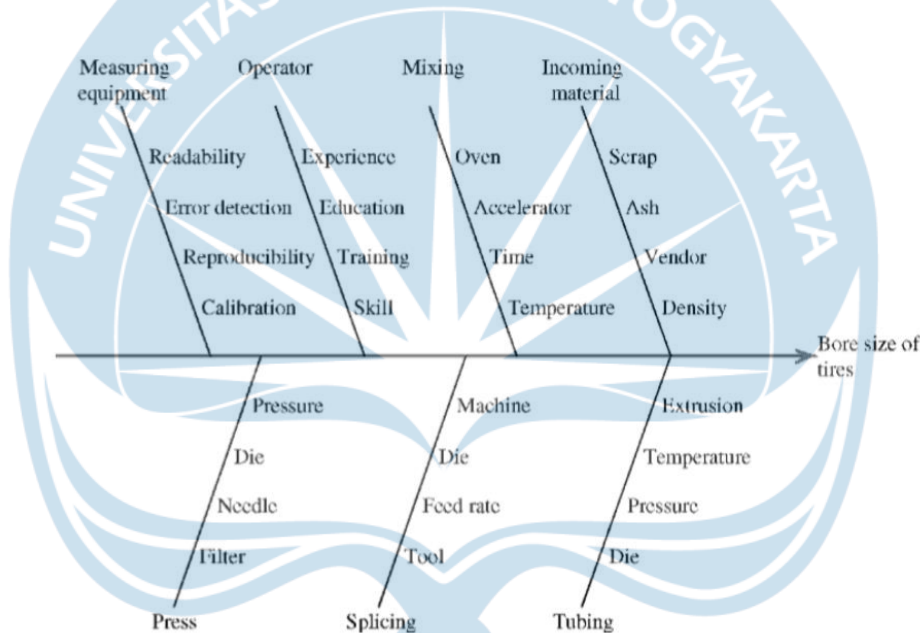 UNIVERSITAS
OGYAKARTA
Measuring
equipment
Operator
Mixing
Incoming
material
Readability
Experience
Oven
Scrap
Error detection
Education
Accelerator
Ash
Reproducibility
Training
Time
Vendor
Calibration
Skill
Temperature
Density
Bore size of
tires
Pressure
Machine
Extrusion
Die
Die
Temperature
Needle
Feed rate
Pressure
Filter
Tool
Die
Press
Splicing
Tubing